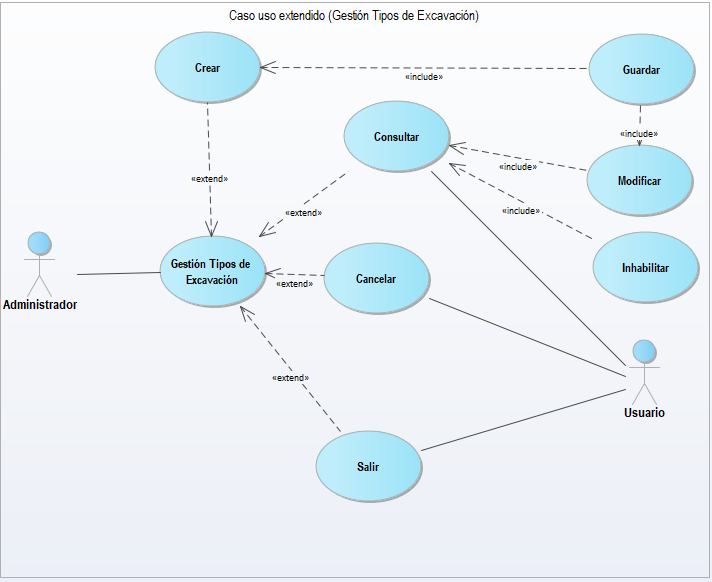 Caso uso extendido (Gestión Tipos de Excavación)
Crear
Guardar
«include»
Consultar
«include»
«include»
Modificar
«extend»
«extend»
«include»
Gestión Tipos de
Excavación
Cancelar
Inhabilitar
«extend»
Administrador
«extend»
Usuario
Salir